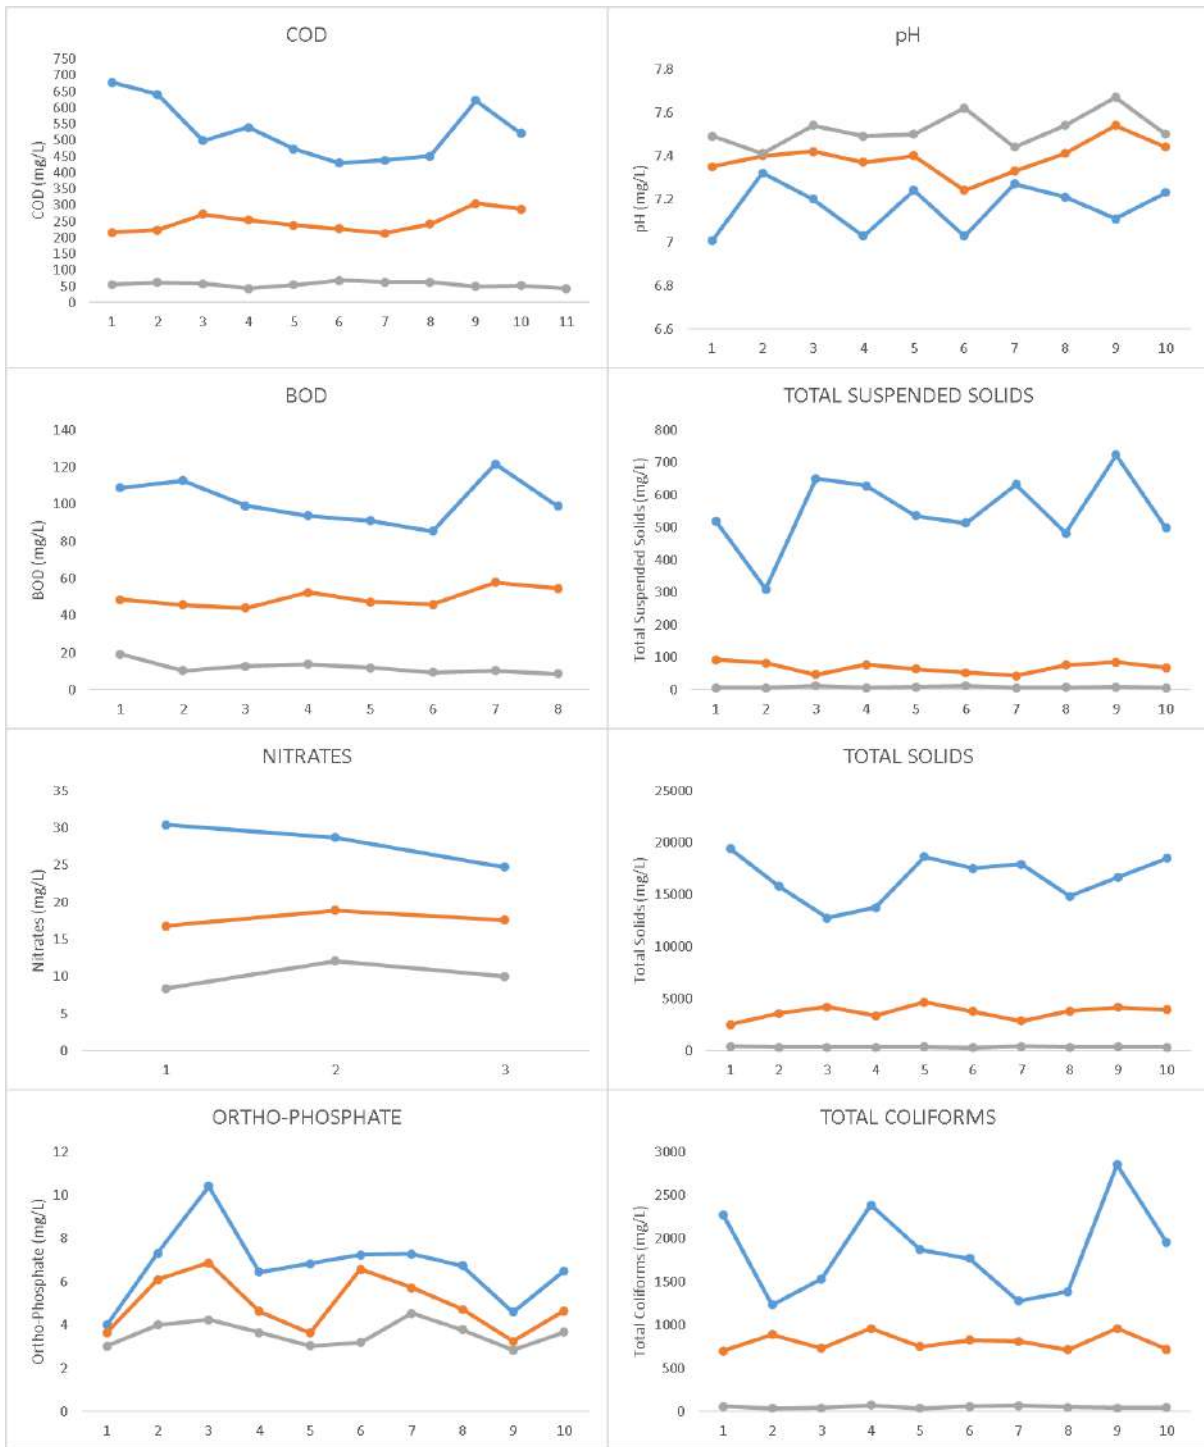 COD
COD (mg/L)
750
700
650
600
550
500
450
400
350
300
250
200
150
100
50
0
1 2 3 4 5 6 7 8 9 10 11
pH
pH (mg/L)
7.8
7.6
7.4
7.2
7
6.8
6.6
1 2 3 4 5 6 7 8 9 10
BOD
BOD (mg/L)
140
120
100
80
60
40
20
0
1 2 3 4 5 6 7 8
TOTAL SUSPENDED SOLIDS
Total Suspended Solids (mg/L)
800
700
600
500
400
300
200
100
0
1 2 3 4 5 6 7 8 9 10
NITRATES
Nitrates (mg/L)
35
30
25
20
15
10
5
0
1 2 3
TOTAL SOLIDS
Total Solids (mg/L)
25000
20000
15000
10000
5000
0
1 2 3 4 5 6 7 8 9 10
ORTHO-PHOSPHATE
Ortho-Phosphate (mg/L)
12
10
8
6
4
2
0
1 2 3 4 5 6 7 8 9 10
TOTAL COLIFORMS
Total Coliforms (mg/L)
3000
2500
2000
1500
1000
500
0
1 2 3 4 5 6 7 8 9 10